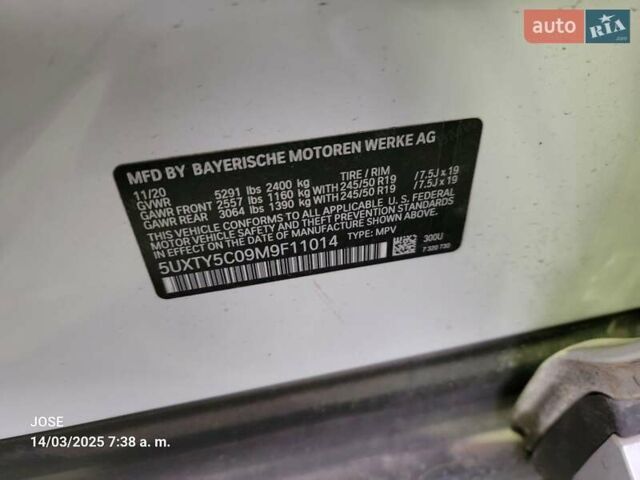 auto RIA .com
MFD BY BAYERISCHE MOTOREN WERKE AG
11/20 TIRE / RIM
GVWR 5291 lbs 2400 kg
GAWR FRONT 2557 lbs 1160 kg WITH 245/50 R19 / 7.5J x 19
GAWR REAR 3064 lbs 1390 kg WITH 245/50 R19 / 7.5J x 19
THIS VEHICLE CONFORMS TO ALL APPLICABLE U.S. FEDERAL
MOTOR VEHICLE SAFETY AND THEFT PREVENTION STANDARDS
IN EFFECT ON THE DATE OF MANUFACTURE SHOWN ABOVE.
5UXTY5C09M9F11014 TYPE: MPV
300U
7 320 730
JOSE
14/03/2025 7:38 a. m.